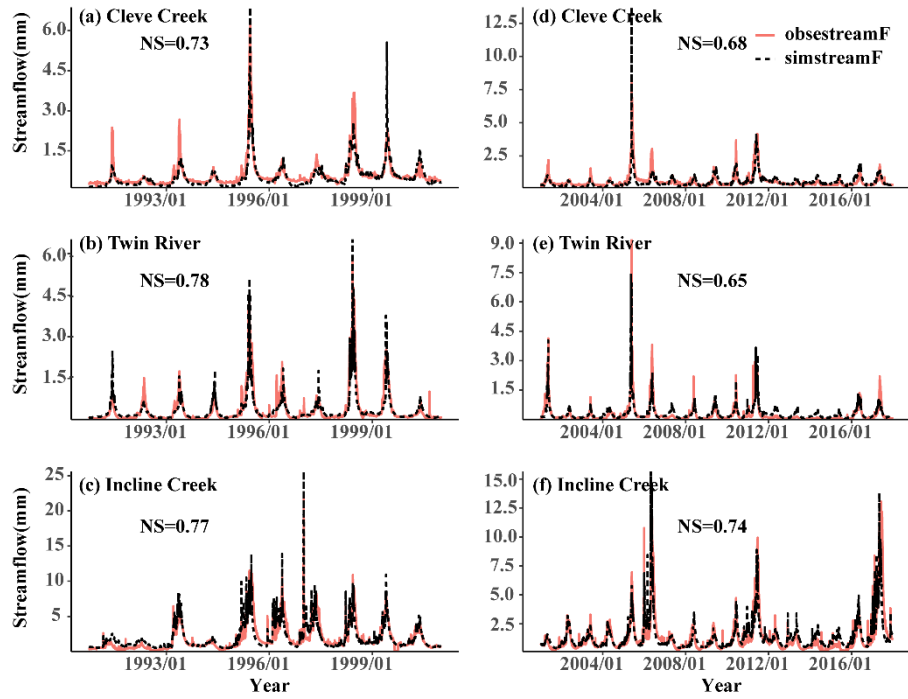 (a) Cleve Creek
NS=0.73
6.0
3.0
1.5
Streamflow(mm)
1993/01
1996/01
1999/01
(d) Cleve Creek
NS=0.68
obsestreamF
simstreamF
12.5
10.0
7.5
5.0
2.5
2004/01
2008/01
2012/01
2016/01
(b) Twin River
NS=0.78
6.0
4.5
3.0
1.5
Streamflow(mm)
1993/01
1996/01
1999/01
(e) Twin River
NS=0.65
9.0
7.5
6.0
4.5
3.0
1.5
2004/01
2008/01
2012/01
2016/01
(c) Incline Creek
NS=0.77
25
20
15
10
5
Streamflow(mm)
1993/01
1996/01
1999/01
Year
(f) Incline Creek
NS=0.74
15.0
12.5
10.0
7.5
5.0
2.5
2004/01
2008/01
2012/01
2016/01
Year